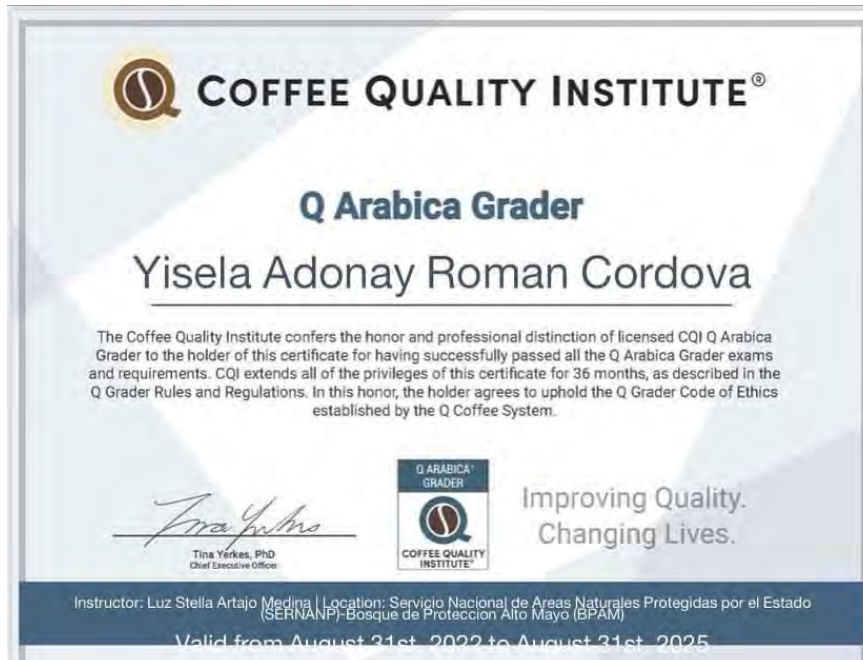 COFFEE QUALITY INSTITUTE®
Q Arabica Grader
Yisela Adonay Roman Cordova
The Coffee Quality Institute confers the honor and professional distinction of licensed CQI Q Arabica
Grader to the holder of this certificate for having successfully passed all the Q Arabica Grader exams
and requirements. CQI extends all of the privileges of this certificate for 36 months, as described in the
Q Grader Rules and Regulations. In this honor, the holder agrees to uphold the Q Grader Code of Ethics
established by the Q Coffee System.
Tina Yerkes, PhD
Chief Executive Officer
Q ARABICA+
GRADER
COFFEE QUALITY
INSTITUTE®
Improving Quality.
Changing Lives.
Instructor: Luz Stella Artajo Medina | Location: Servicio Nacional de Areas Naturales Protegidas por el Estado
(SERNANP)-Bosque de Proteccion Alto Mayo (BPAM)
Valid from August 31st, 2022 to August 31st, 2025